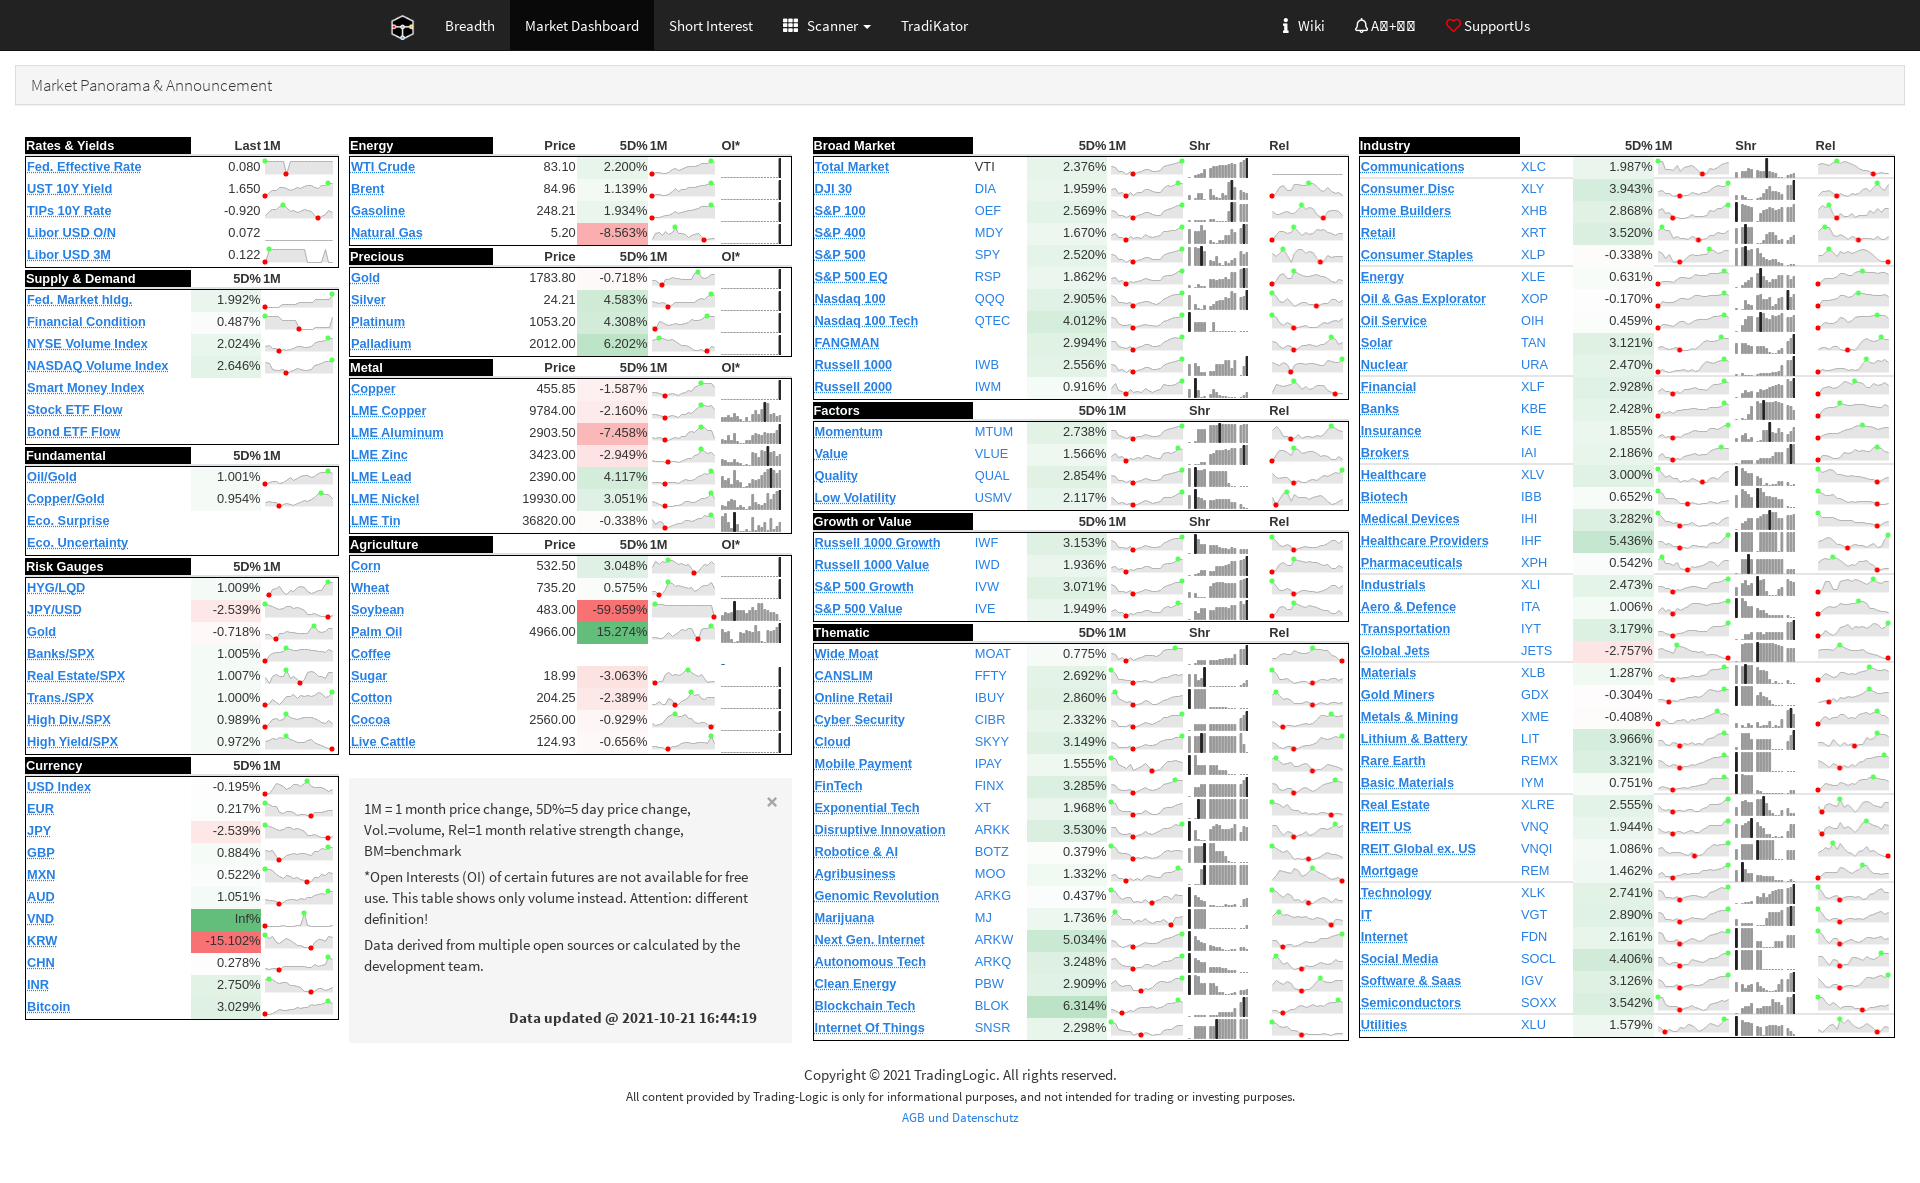 Breadth
Market Dashboard
Short Interest
Scanner
TradiKator
Wiki
SupportUs
Market Panorama & Announcement
Rates & Yields Last 1M
Fed. Effective Rate 0.080
UST 10Y Yield 1.650
TIPs 10Y Rate -0.920
Libor USD O/N 0.072
Libor USD 3M 0.122
Supply & Demand 5D% 1M
Fed. Market hldg. 1.992%
Financial Condition 0.487%
NYSE Volume Index 2.024%
NASDAQ Volume Index 2.646%
Smart Money Index
Stock ETF Flow
Bond ETF Flow
Fundamental 5D% 1M
Oil/Gold 1.001%
Copper/Gold 0.954%
Eco. Surprise
Eco. Uncertainty
Risk Gauges 5D% 1M
HYG/LQD 1.009%
JPY/USD -2.539%
Gold -0.718%
Banks/SPX 1.005%
Real Estate/SPX 1.007%
Trans./SPX 1.000%
High Div./SPX 0.989%
High Yield/SPX 0.972%
Currency 5D% 1M
USD Index -0.195%
EUR 0.217%
JPY -2.539%
GBP 0.884%
MXN 0.522%
AUD 1.051%
VND Inf%
KRW -15.102%
CHN 0.278%
INR 2.750%
Bitcoin 3.029%
Energy Price 5D% 1M OI*
WTI Crude 83.10 2.200%
Brent 84.96 1.139%
Gasoline 248.21 1.934%
Natural Gas 5.20 -8.563%
Precious Price 5D% 1M OI*
Gold 1783.80 -0.718%
Silver 24.21 4.583%
Platinum 1053.20 4.308%
Palladium 2012.00 6.202%
Metal Price 5D% 1M OI*
Copper 455.85 -1.587%
LME Copper 9784.00 -2.160%
LME Aluminum 2903.50 -7.458%
LME Zinc 3423.00 -2.949%
LME Lead 2390.00 4.117%
LME Nickel 19930.00 3.051%
LME Tin 36820.00 -0.338%
Agriculture Price 5D% 1M OI*
Corn 532.50 3.048%
Wheat 735.20 0.575%
Soybean 483.00 -59.959%
Palm Oil 4966.00 15.274%
Coffee -
Sugar 18.99 -3.063%
Cotton 204.25 -2.389%
Cocoa 2560.00 -0.929%
Live Cattle 124.93 -0.656%
×
1M = 1 month price change, 5D%=5 day price change,
Vol.=volume, Rel=1 month relative strength change,
BM=benchmark
*Open Interests (OI) of certain futures are not available for free
use. This table shows only volume instead. Attention: different
definition!
Data derived from multiple open sources or calculated by the
development team.
Data updated @ 2021-10-21 16:44:19
Broad Market 5D% 1M Shr Rel
Total Market VTI 2.376%
DJI 30 DIA 1.959%
S&P 100 OEF 2.569%
S&P 400 MDY 1.670%
S&P 500 SPY 2.520%
S&P 500 EQ RSP 1.862%
Nasdaq 100 QQQ 2.905%
Nasdaq 100 Tech QTEC 4.012%
FANGMAN 2.994%
Russell 1000 IWB 2.556%
Russell 2000 IWM 0.916%
Factors 5D% 1M Shr Rel
Momentum MTUM 2.738%
Value VLUE 1.566%
Quality QUAL 2.854%
Low Volatility USMV 2.117%
Growth or Value 5D% 1M Shr Rel
Russell 1000 Growth IWF 3.153%
Russell 1000 Value IWD 1.936%
S&P 500 Growth IVW 3.071%
S&P 500 Value IVE 1.949%
Thematic 5D% 1M Shr Rel
Wide Moat MOAT 0.775%
CANSLIM FFTY 2.692%
Online Retail IBUY 2.860%
Cyber Security CIBR 2.332%
Cloud SKYY 3.149%
Mobile Payment IPAY 1.555%
FinTech FINX 3.285%
Exponential Tech XT 1.968%
Disruptive Innovation ARKK 3.530%
Robotice & AI BOTZ 0.379%
Agribusiness MOO 1.332%
Genomic Revolution ARKG 0.437%
Marijuana MJ 1.736%
Next Gen. Internet ARKW 5.034%
Autonomous Tech ARKQ 3.248%
Clean Energy PBW 2.909%
Blockchain Tech BLOK 6.314%
Internet Of Things SNSR 2.298%
Industry 5D% 1M Shr Rel
Communications XLC 1.987%
Consumer Disc XLY 3.943%
Home Builders XHB 2.868%
Retail XRT 3.520%
Consumer Staples XLP -0.338%
Energy XLE 0.631%
Oil & Gas Explorator XOP -0.170%
Oil Service OIH 0.459%
Solar TAN 3.121%
Nuclear URA 2.470%
Financial XLF 2.928%
Banks KBE 2.428%
Insurance KIE 1.855%
Brokers IAI 2.186%
Healthcare XLV 3.000%
Biotech IBB 0.652%
Medical Devices IHI 3.282%
Healthcare Providers IHF 5.436%
Pharmaceuticals XPH 0.542%
Industrials XLI 2.473%
Aero & Defence ITA 1.006%
Transportation IYT 3.179%
Global Jets JETS -2.757%
Materials XLB 1.287%
Gold Miners GDX -0.304%
Metals & Mining XME -0.408%
Lithium & Battery LIT 3.966%
Rare Earth REMX 3.321%
Basic Materials IYM 0.751%
Real Estate XLRE 2.555%
REIT US VNQ 1.944%
REIT Global ex. US VNQI 1.086%
Mortgage REM 1.462%
Technology XLK 2.741%
IT VGT 2.890%
Internet FDN 2.161%
Social Media SOCL 4.406%
Software & Saas IGV 3.126%
Semiconductors SOXX 3.542%
Utilities XLU 1.579%
Copyright © 2021 TradingLogic. All rights reserved.
All content provided by Trading-Logic is only for informational purposes, and not intended for trading or investing purposes.
AGB und Datenschutz